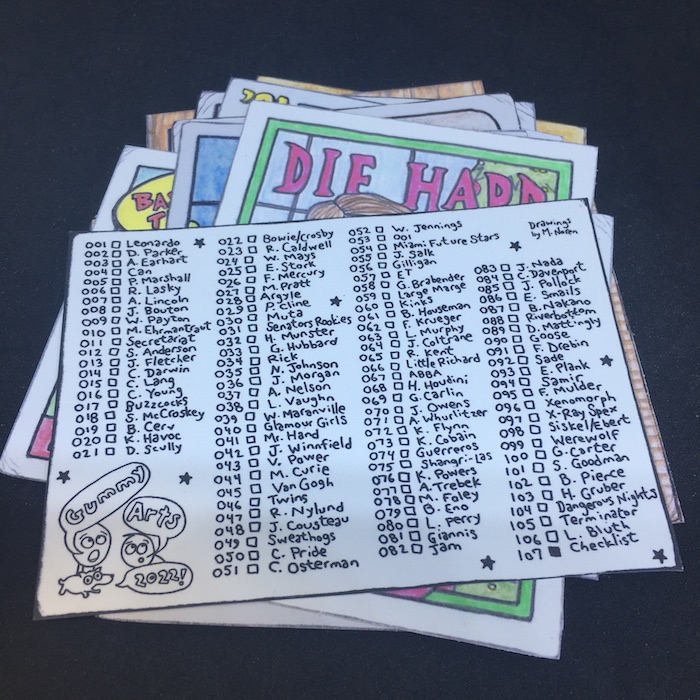 '21
BA
T
DIE HARD
Drawings
by M. Noren
001 Leonardo
002 D. Parker
003 A. Earhart
004 Can
005 P. Marshall
006 R. Lasky
007 A. Lincoln
008 J. Bouton
009 W. Payton
010 M. Ehrmantraut
011 Secretariat
012 S. Anderson
013 J. Fletcher
014 C. Darwin
015 C. Lang
016 C. Young
017 Buzzcocks
018 S. McCroskey
019 B. Cerv
020 K. Havoc
021 D. Scully
022 Bowie/Crosby
023 R. Caldwell
024 W. Mays
025 E. Stork
026 F. Mercury
027 M. Pratt
028 Argyle
029 P. Cline
030 Muta
031 Senators Rookies
032 H. Munster
033 G. Hubbard
034 Rick
035 N. Johnson
036 J. Morgan
037 A. Nelson
038 L. Vaughn
039 W. Maranville
040 Glamour Girls
041 Mr. Hand
042 J. Winnfield
043 V. Power
044 M. Curie
045 Van Gogh
046 Twins
047 R. Nylund
048 J. Cousteau
049 Sweathogs
050 C. Pride
051 C. Osterman
052 W. Jennings
053 001
054 Miami Future Stars
055 J. Salk
056 Gilligan
057 ET
058 G. Brabender
059 Large Marge
060 Kinks
061 B. Houseman
062 F. Krueger
063 L. Murphy
064 J. Coltrane
065 R. Kent
066 Little Richard
067 ABBA
068 H. Houdini
069 G. Carlin
070 J. Owens
071 A. Whurlitzer
072 K. Flynn
073 K. Cobain
074 Guerreros
075 Shangri-Las
076 K. Powers
077 A. Trebek
078 M. Foley
079 B. Eno
080 L. Perry
081 Giannis
082 Jam
083 J. Nada
084 C. Davenport
085 J. Pollock
086 E. Smails
087 B. Nakano
088 Riverbottom
089 D. Mattingly
090 Goose
091 F. Drebin
092 Sade
093 E. Plank
094 Samhain
095 F. Mulder
096 Xenomorph
097 X-Ray Spex
098 Siskel/Ebert
099 Werewolf
100 G. Carter
101 S. Goodman
102 B. Pierce
103 H. Gruber
104 Dangerous Nights
105 Terminator
106 L. Bluth
107 Checklist
Gummy
Arts
2022!